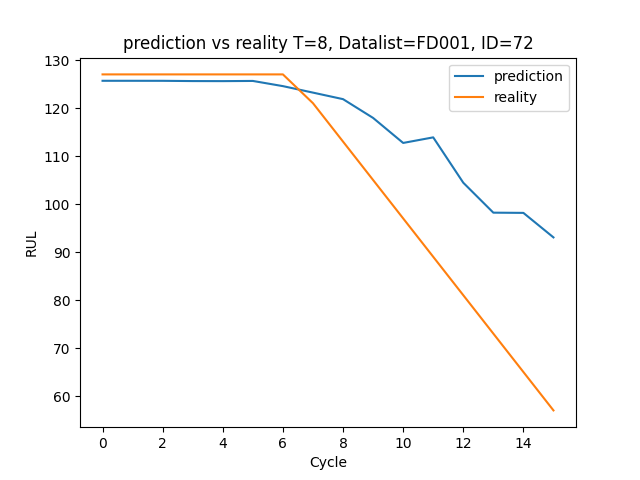 prediction vs reality T=8, Datalist=FD001, ID=72
prediction
reality
130
120
110
100
90
80
70
60
RUL
0 2 4 6 8 10 12 14
Cycle